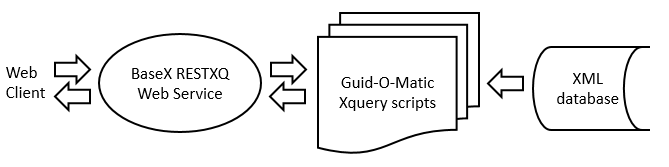 Web
Client
BaseX RESTXQ
Web Service
Guid-O-Matic
Xquery scripts
XML
database